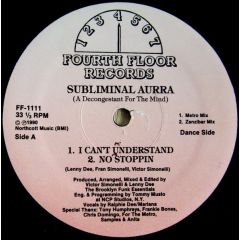 1 2 3 4 5 6 7
FOURTH FLOOR
RECORDS
SUBLIMINAL AURRA
(A Decongestant For The Mind)
FF-1111
33 ⅓ RPM
℗1990
Northcott Music (BMI)
Side A
1. Metro Mix
2. Zanzibar Mix
Dance Side
1. I CAN'T UNDERSTAND
2. NO STOPPIN
(Lenny Dee, Fran Simonelli, Victor Simonelli)
Produced, Arranged, Mixed & Edited by
Victor Simonelli & Lenny Dee
The Brooklyn Funk Essentials
Eng. & Programming by Tommy Musto
at NCP Studios, N.Y.
Vocals by Ralphie Dee/Mariana
Special Thanx: Tony Humphreys, Frankie Bones,
Chris Domingo, For The Metro,
Samples & Anita